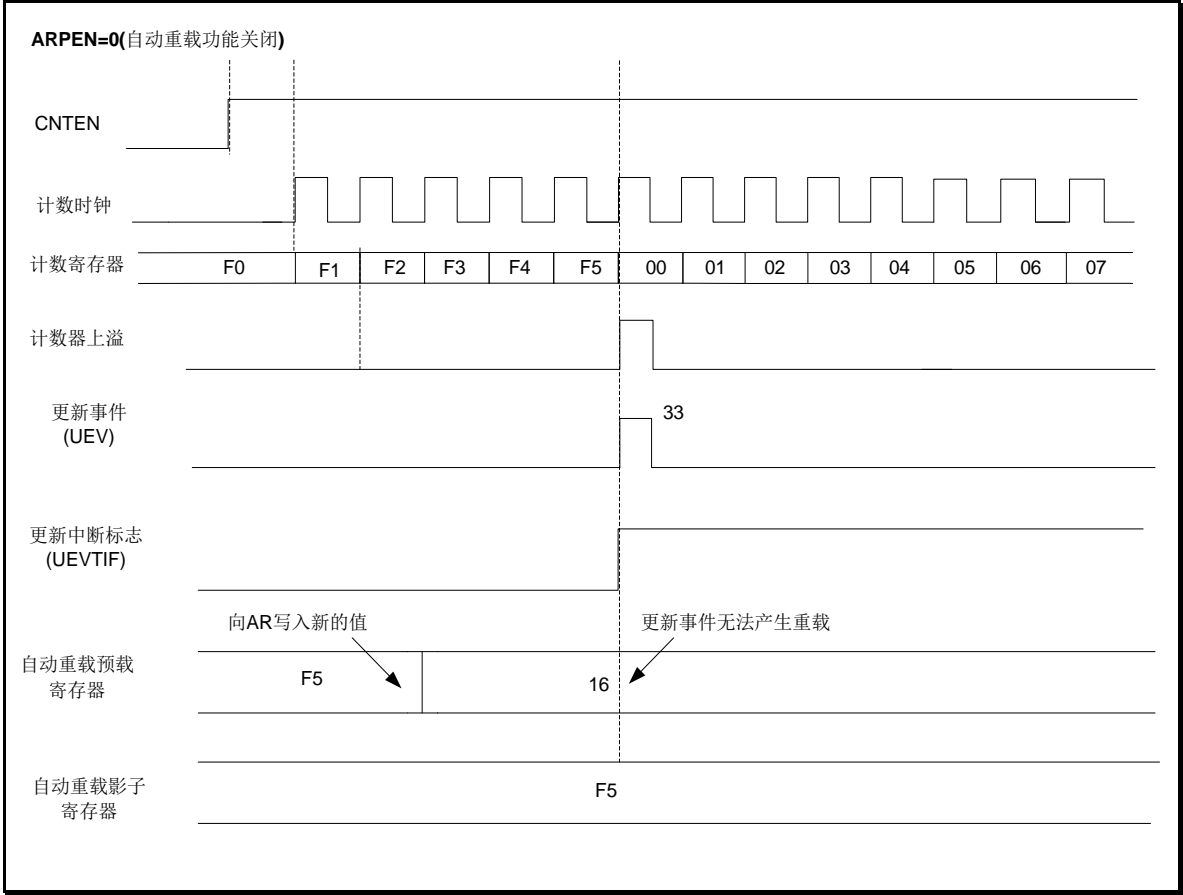 ARPEN=0(自动重载功能关闭)
CNTEN
计数时钟
计数寄存器
F0 F1 F2 F3 F4 F5 00 01 02 03 04 05 06 07
计数器上溢
更新事件
(UEV)
33
更新中断标志
(UEVTIF)
向AR写入新的值
更新事件无法产生重载
自动重载预载
寄存器
F5
16
自动重载影子
寄存器
F5